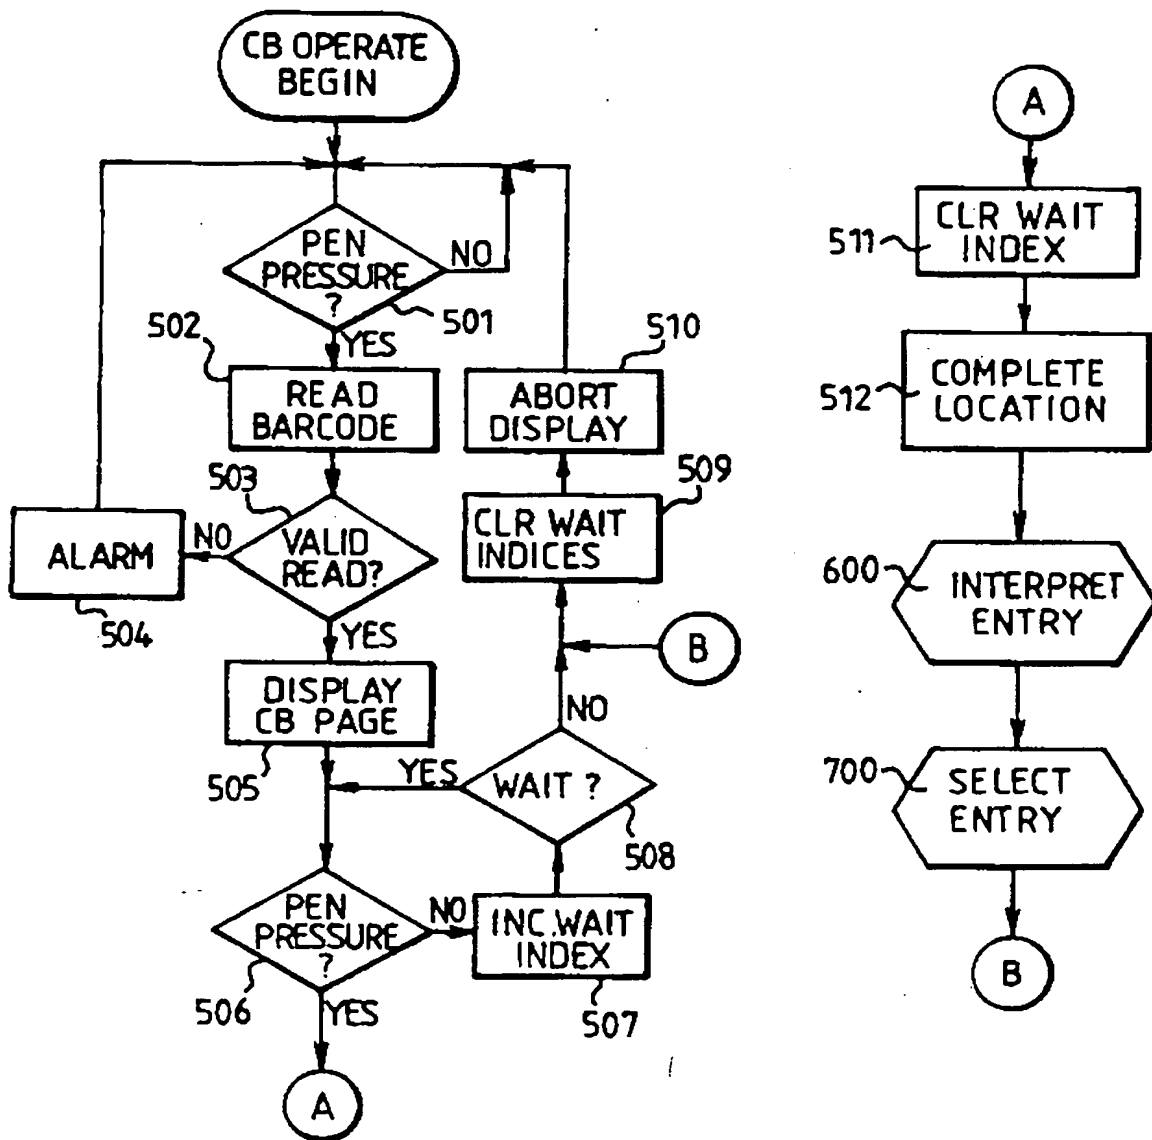 CB OPERATE
BEGIN
PEN
PRESSURE
?
NO
501
YES
502
READ
BARCODE
503
VALID
READ?
NO
ALARM
504
YES
DISPLAY
CB PAGE
505
PEN
PRESSURE
?
506
NO
YES
A
INC.WAIT
INDEX
507
WAIT ?
508
YES
NO
B
CLR WAIT
INDICES
509
ABORT
DISPLAY
510
A
CLR WAIT
INDEX
511
COMPLETE
LOCATION
512
INTERPRET
ENTRY
600
SELECT
ENTRY
700
B